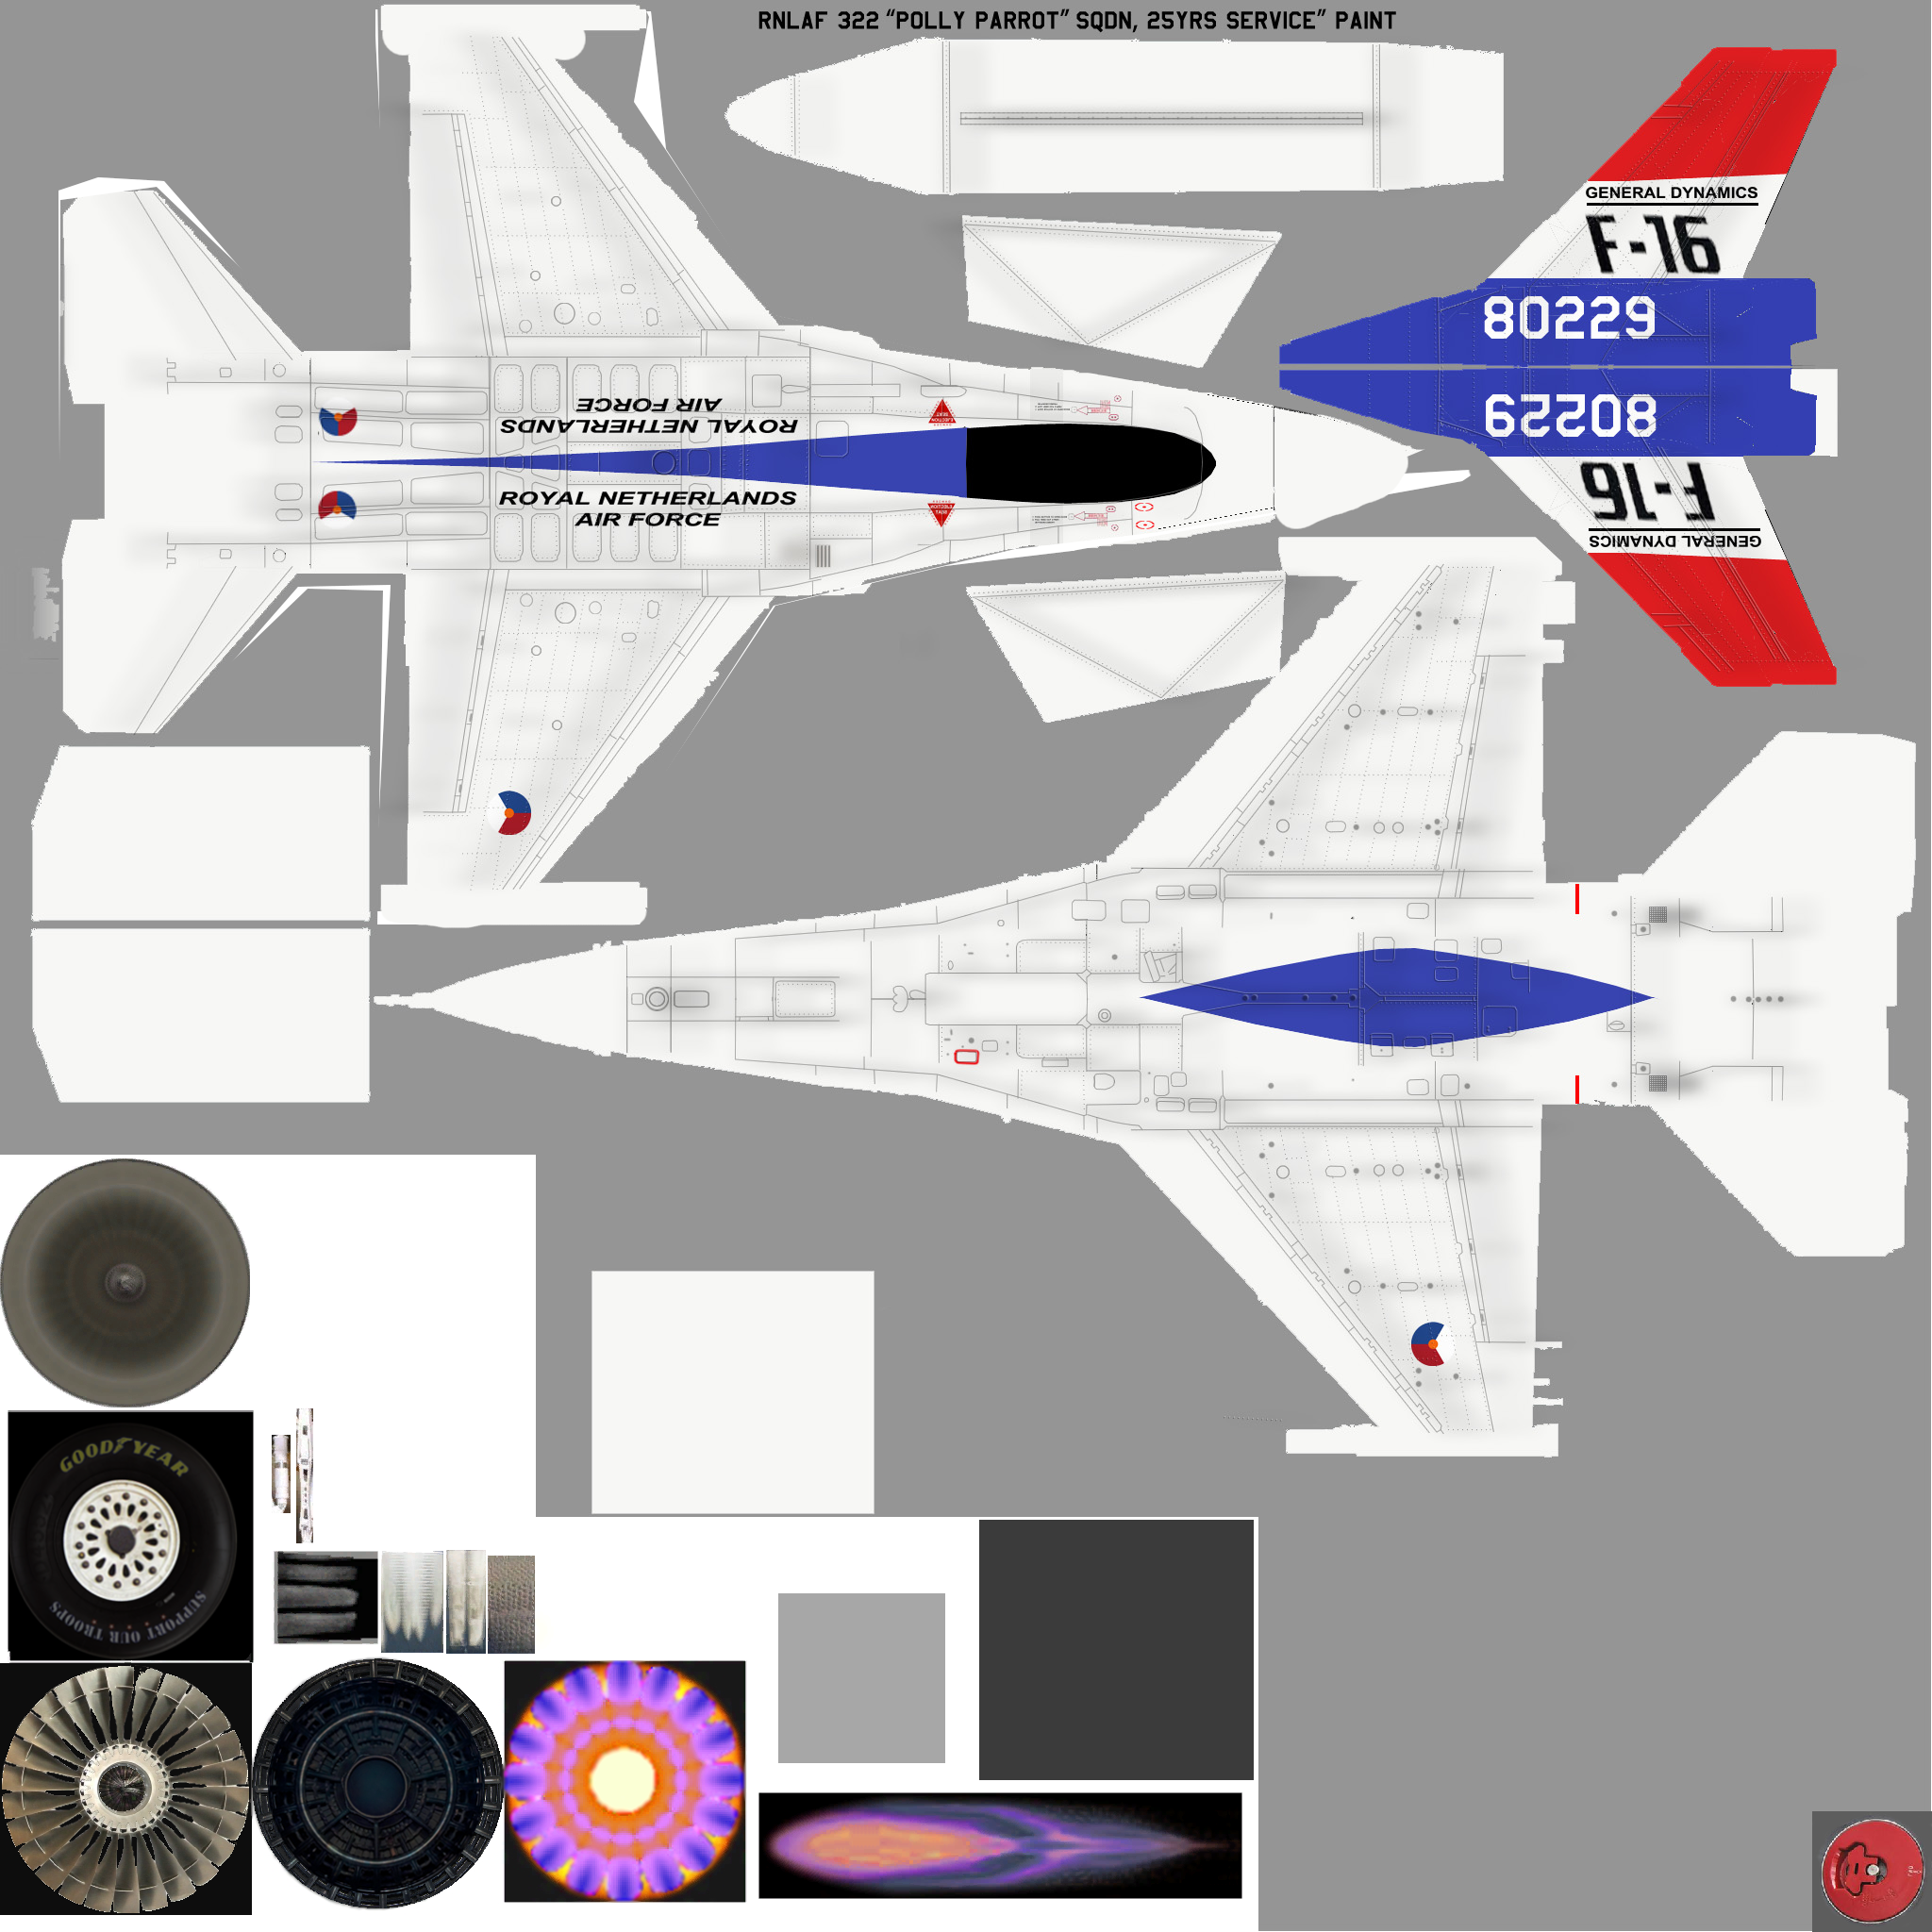 RNLAF 322 “POLLY PARROT” SQDN, 25YRS SERVICE” PAINT
GENERAL DYNAMICS
F-16
80229
80229
F-16
GENERAL DYNAMICS
ROYAL NETHERLANDS
AIR FORCE
ROYAL NETHERLANDS
AIR FORCE
GOODYEAR
SUPPORT OUR TROOPS